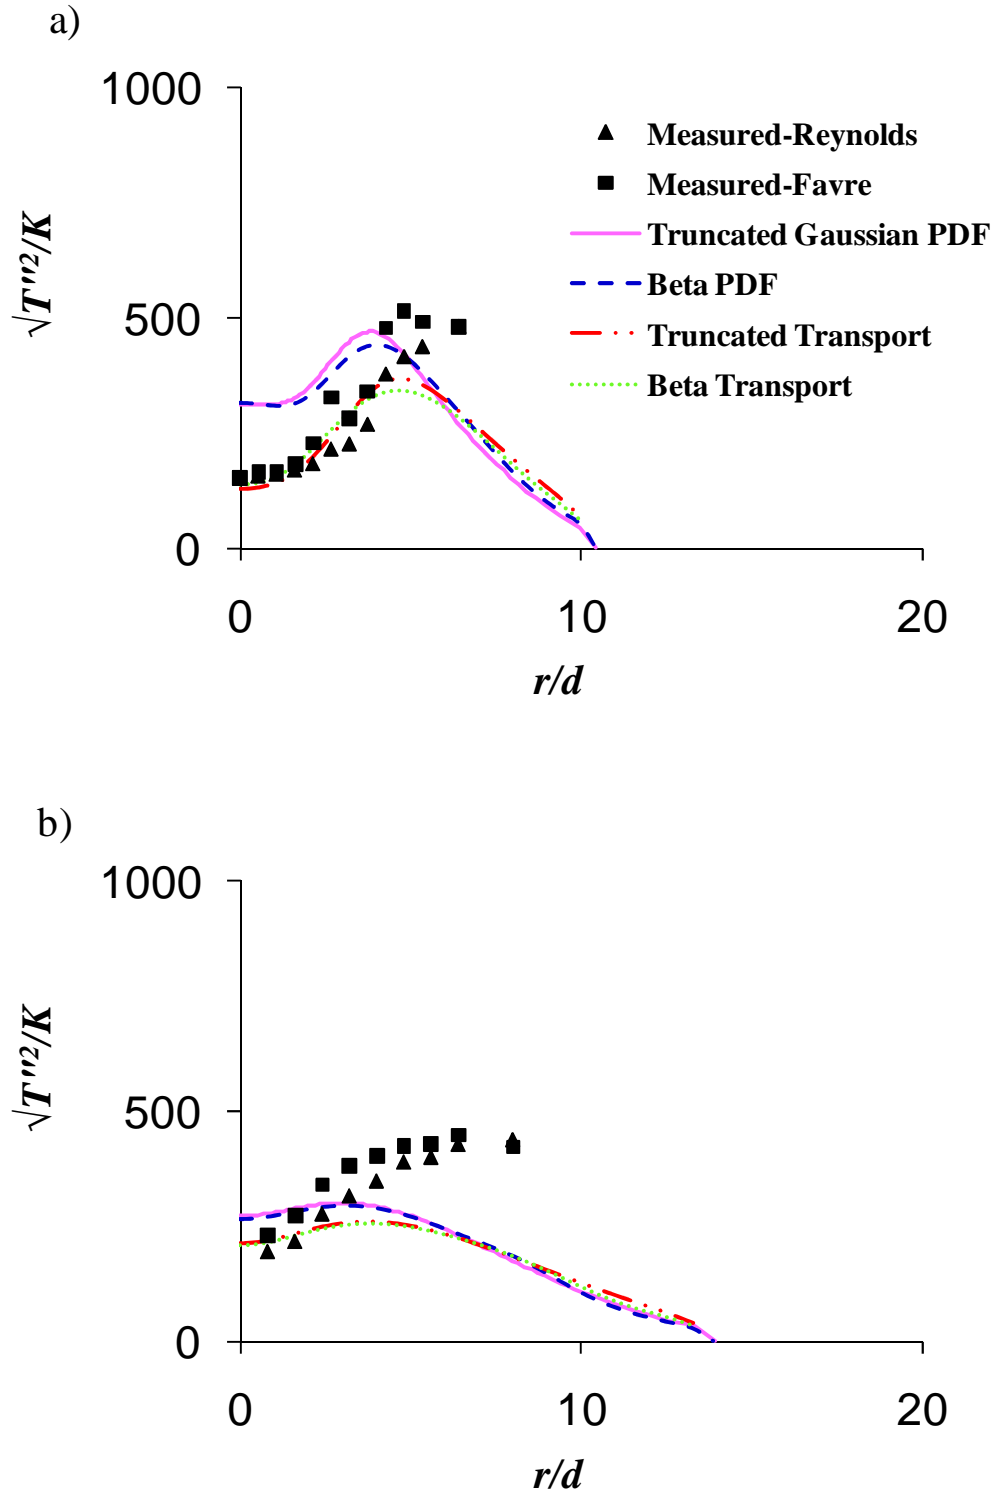 a)
1000
500
0
0
10
20
√T''²/K
r/d
Measured-Reynolds
Measured-Favre
Truncated Gaussian PDF
Beta PDF
Truncated Transport
Beta Transport
b)
1000
500
0
0
10
20
√T''²/K
r/d